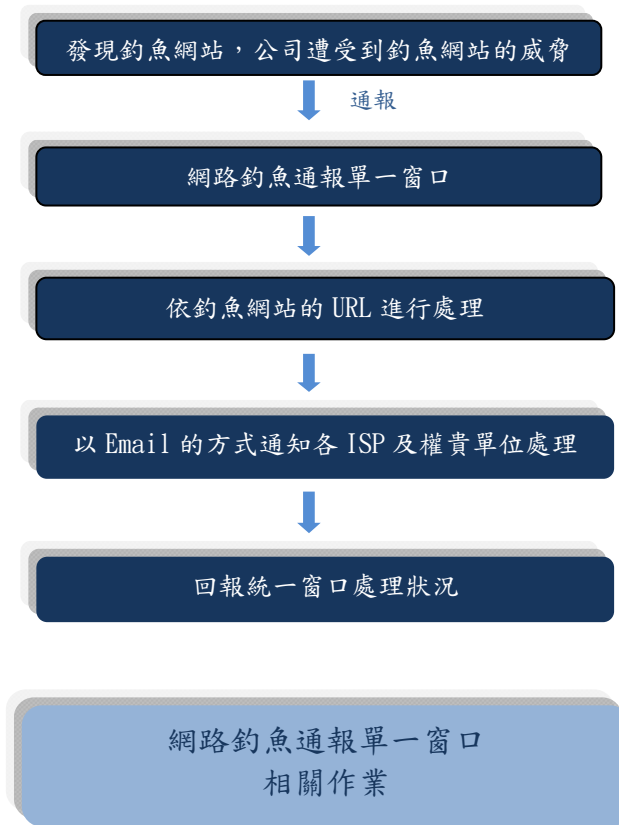 發現釣魚網站，公司遭受到釣魚網站的威脅
通報
網路釣魚通報單一窗口
依釣魚網站的 URL 進行處理
以 Email 的方式通知各 ISP 及權貴單位處理
回報統一窗口處理狀況
網路釣魚通報單一窗口
相關作業